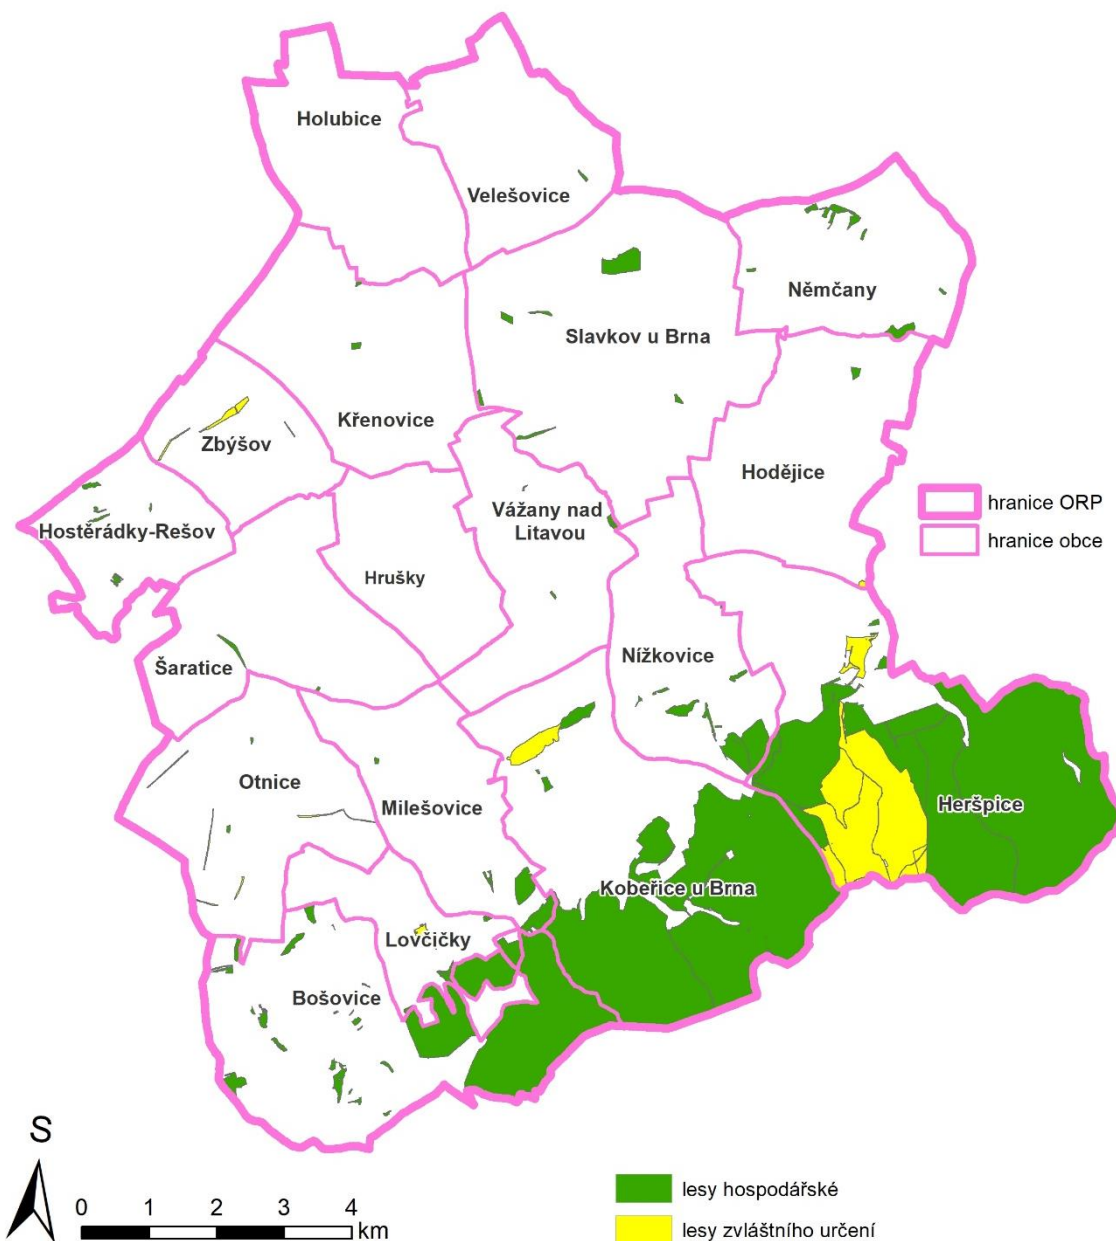 Holubice
Velešovice
Němčany
Slavkov u Brna
Křenovice
Zbýšov
Hodějice
Vážany nad
Litavou
hranice ORP
Hostěrádky-Rešov
hranice obce
Hrušky
Nížkovice
Šaratice
Otnice
Milešovice
Heršpice
Kobeřice u Brna
Lovčičky
Bošovice
S
0 1 2 3 4
km
lesy hospodářské
lesy zvláštního určení